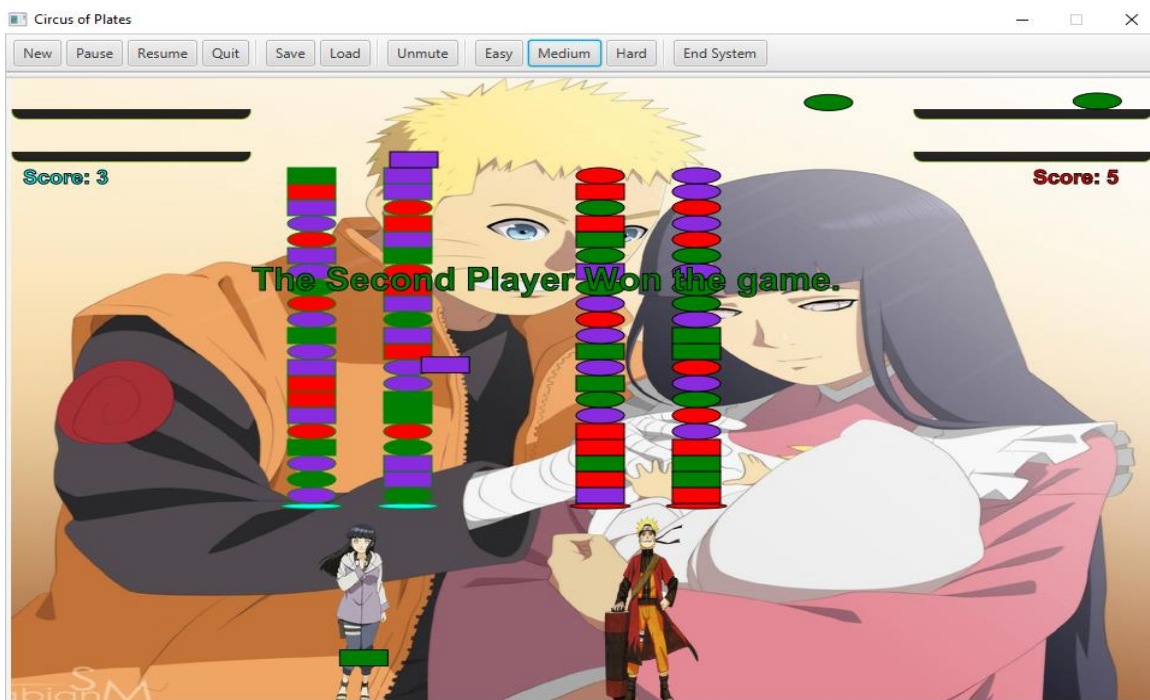 Circus of Plates
New Pause Resume Quit Save Load Unmute Easy Medium Hard End System
Score: 3
Score: 5
The Second Player Won the game.